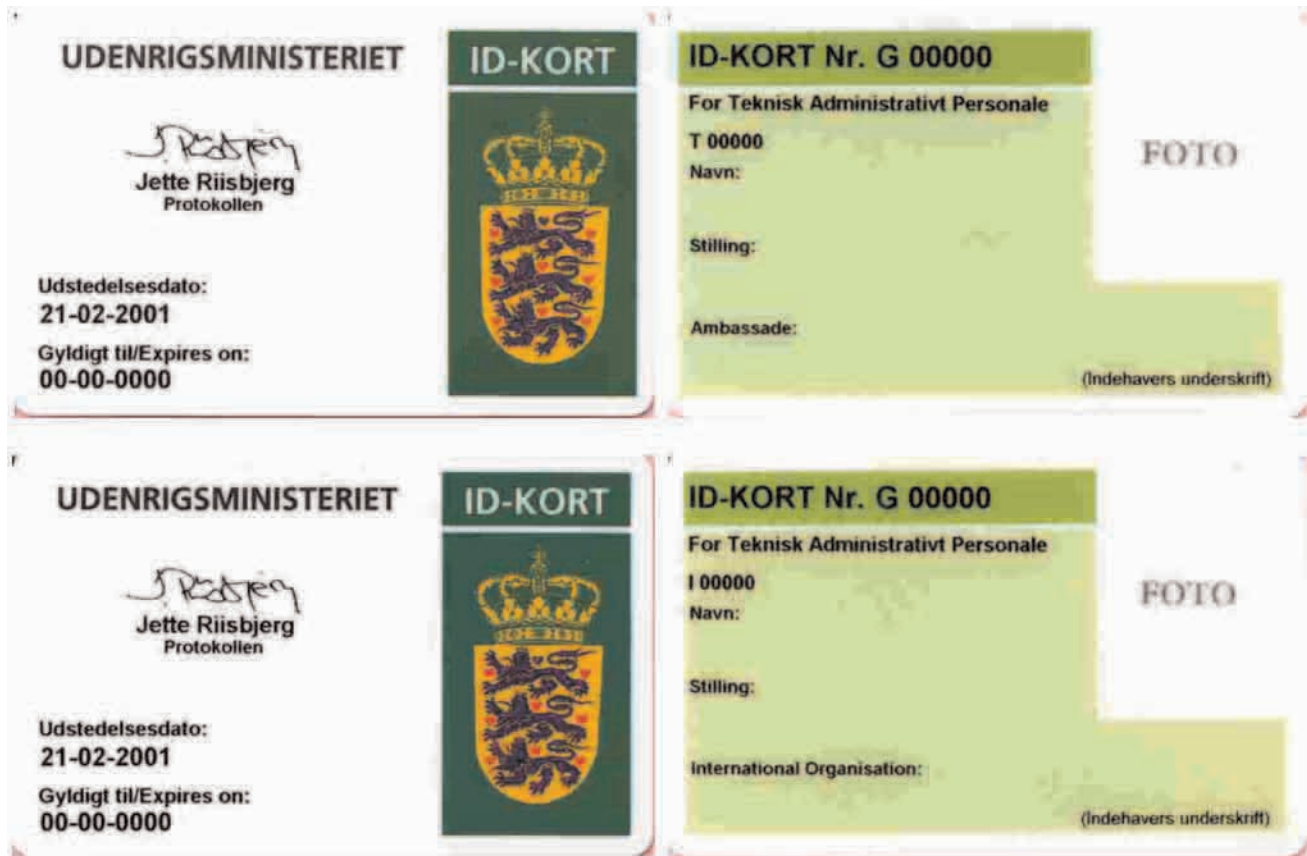 UDENRIGSMINISTERIET
Jette Riisbjerg
Protokollen
Udstedelsesdato:
21-02-2001
Gyldigt til/Expires on:
00-00-0000
ID-KORT
ID-KORT Nr. G 00000
For Teknisk Administrativt Personale
T 00000
Navn:
Stilling:
Ambassade:
FOTO
(Indehavers underskrift)
UDENRIGSMINISTERIET
Jette Riisbjerg
Protokollen
Udstedelsesdato:
21-02-2001
Gyldigt til/Expires on:
00-00-0000
ID-KORT
ID-KORT Nr. G 00000
For Teknisk Administrativt Personale
I 00000
Navn:
Stilling:
International Organisation:
FOTO
(Indehavers underskrift)